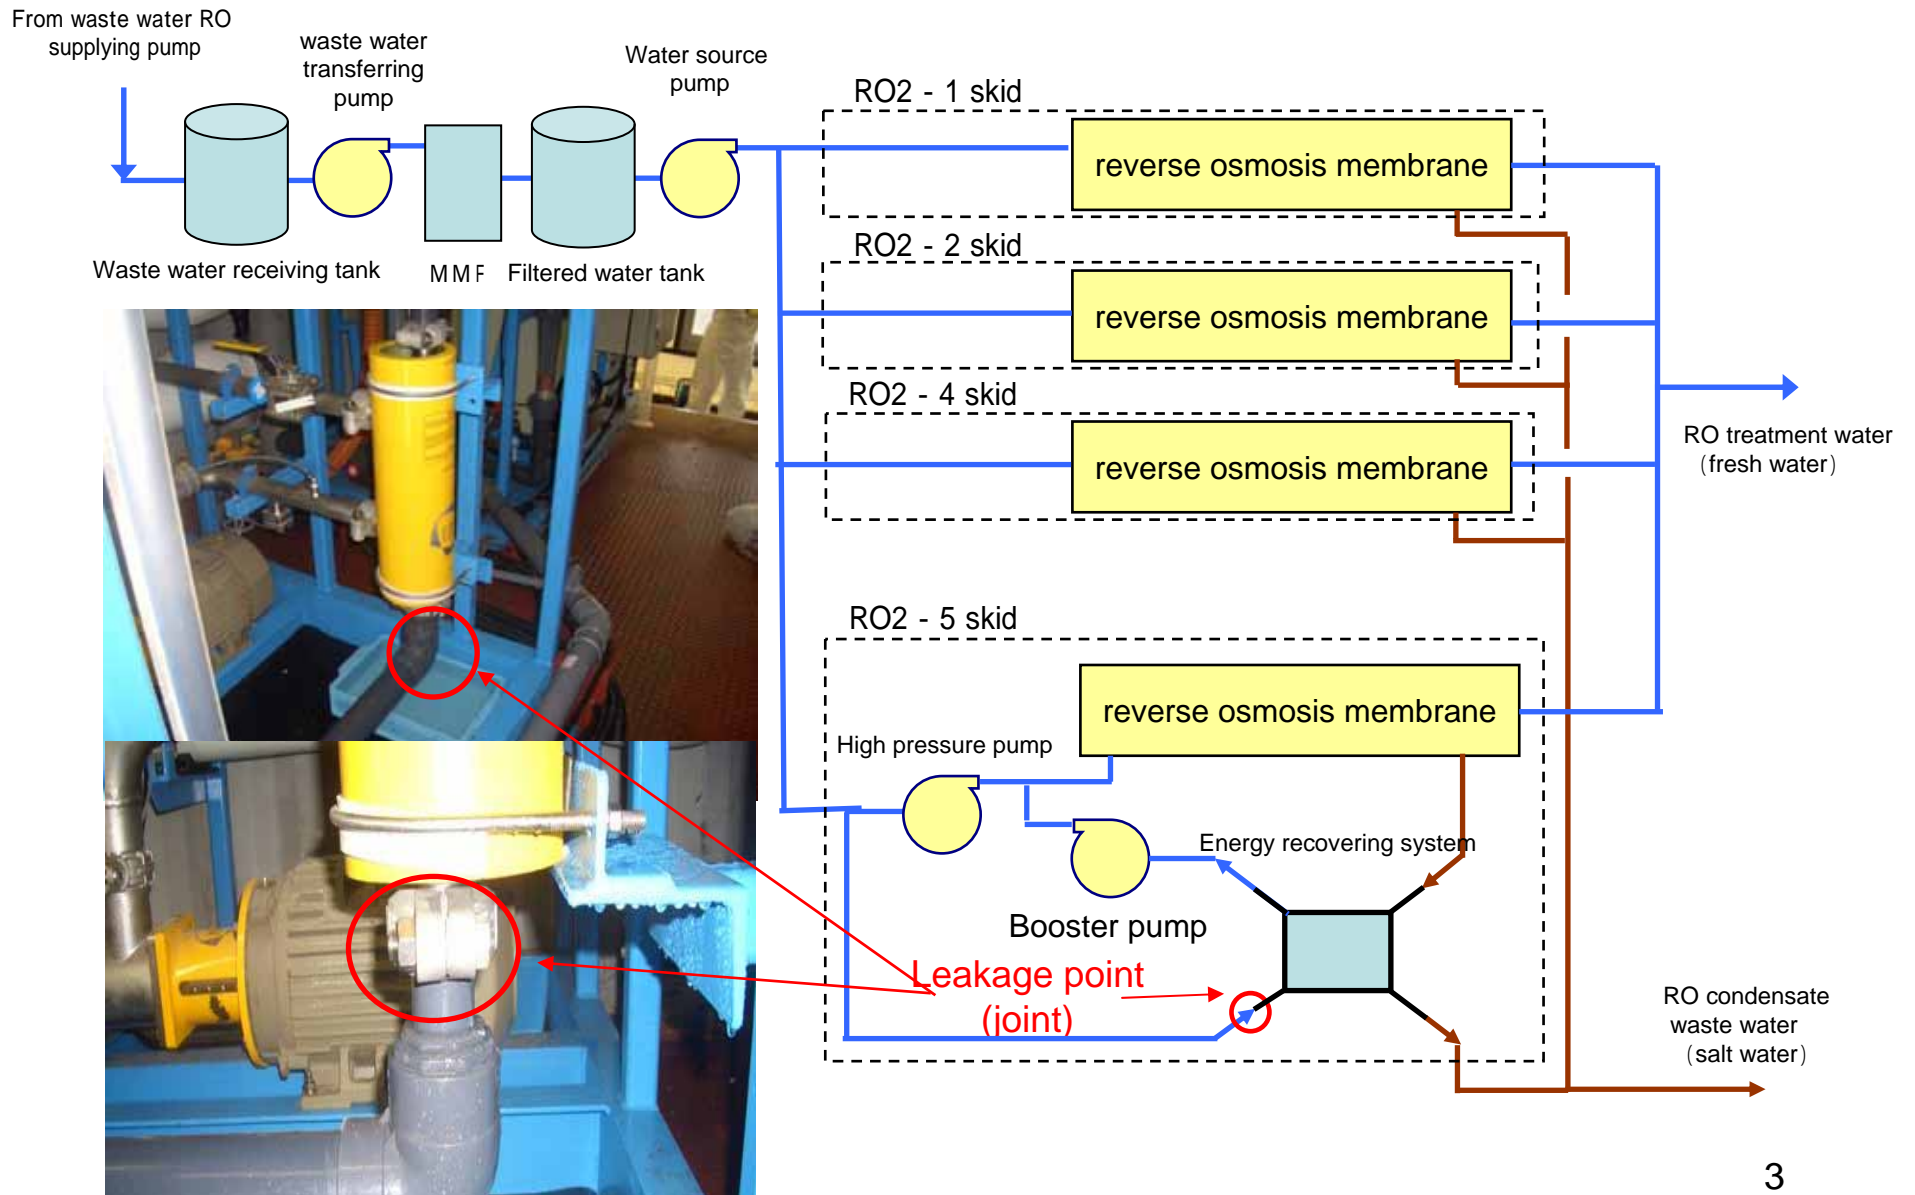 From waste water RO
supplying pump
waste water
transferring
pump
Water source
pump
Waste water receiving tank
MMF
Filtered water tank
RO2 - 1 skid
reverse osmosis membrane
RO2 - 2 skid
reverse osmosis membrane
RO2 - 4 skid
reverse osmosis membrane
RO treatment water
(fresh water)
RO2 - 5 skid
reverse osmosis membrane
High pressure pump
Energy recovering system
Booster pump
Leakage point
(joint)
RO condensate
waste water
(salt water)
3